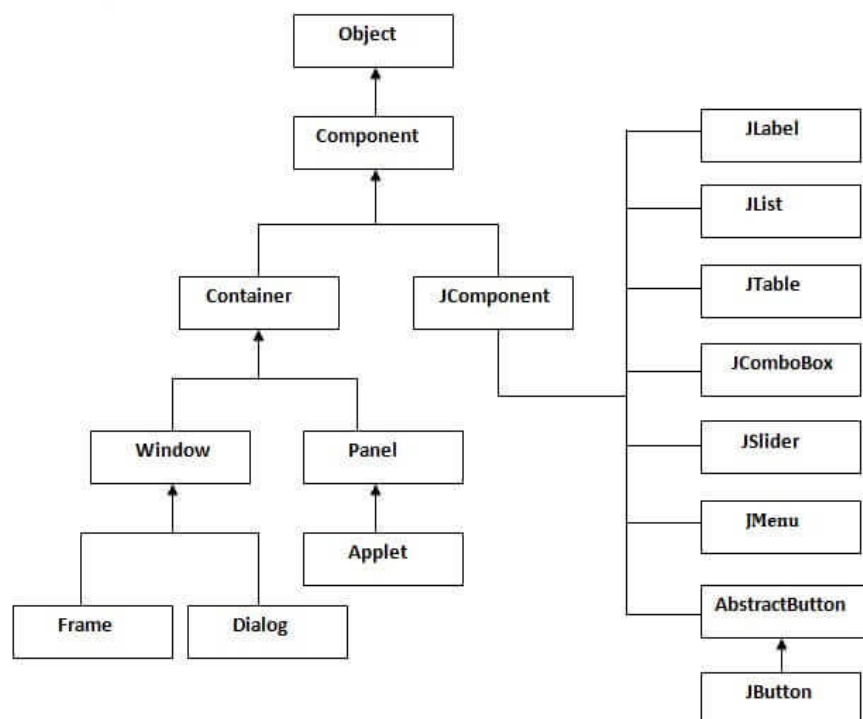 Object
Component
Container
JComponent
Window
Panel
Applet
Frame
Dialog
JLabel
JList
JTable
JComboBox
JSlider
JMenu
AbstractButton
JButton